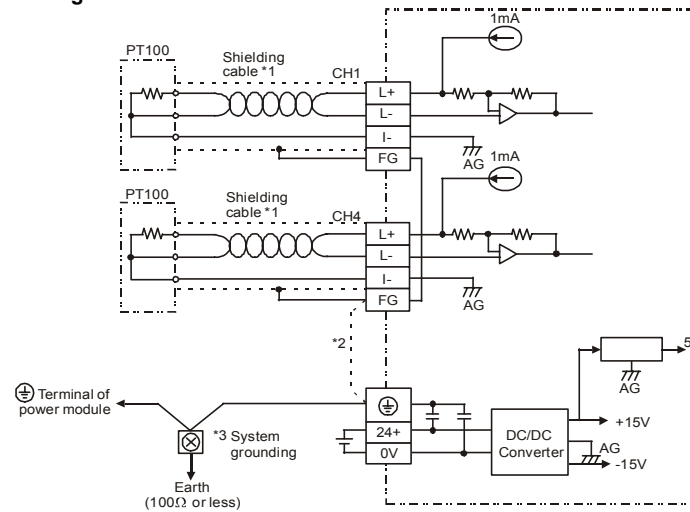 1mA
PT100
Shielding
cable *1
CH1
L+
L-
I-
FG
AG
1mA
PT100
Shielding
cable *1
CH4
L+
L-
I-
FG
AG
*2
5
AG
Terminal of
power module
*3 System
grounding
24+
0V
DC/DC
Converter
+15V
AG
-15V
Earth
(100Ω or less)